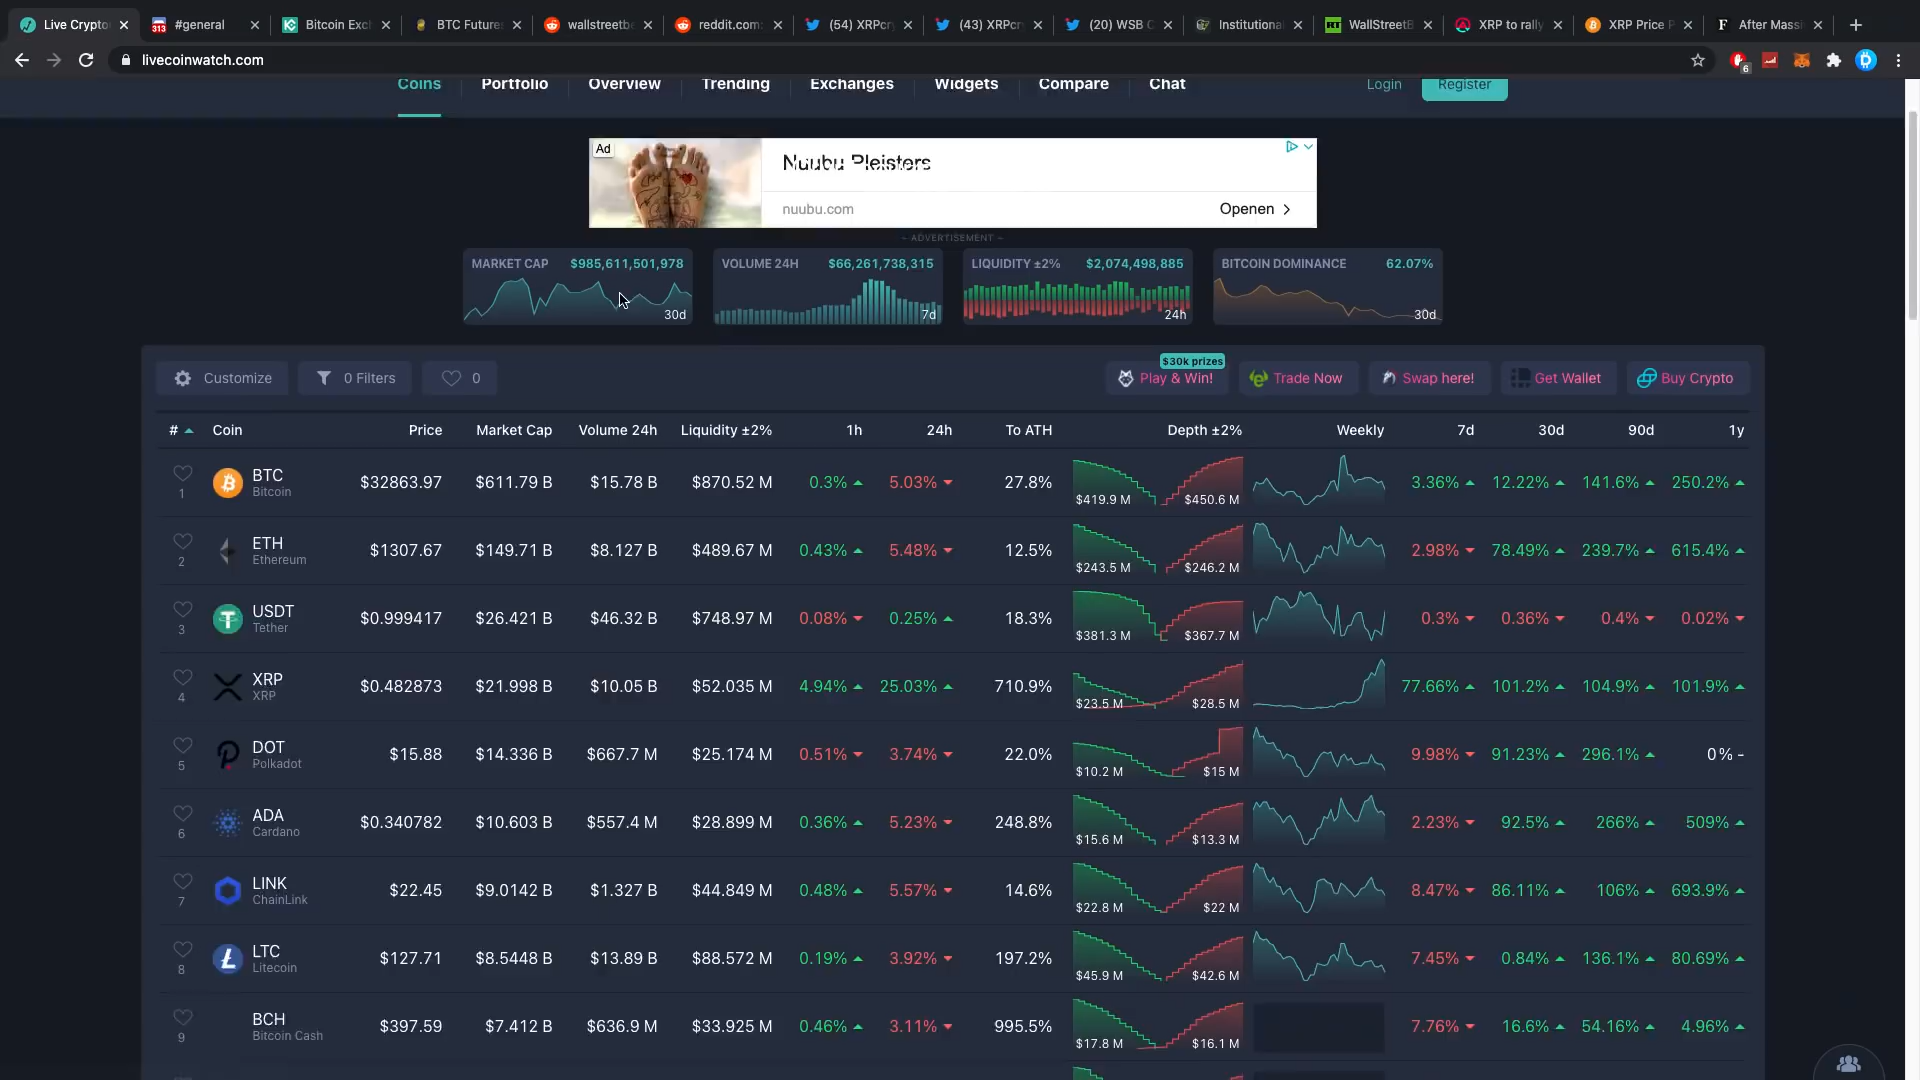 Live Crypto
#general
Bitcoin Exc
BTC Future
wallstreetbe
reddit.com:
(54) XRPcry
(43) XRPcry
(20) WSB C
Institutiona
WallStreetB
XRP to rally
XRP Price P
After Massi
313
livecoinwatch.com
6
Coins
Portfolio
Overview
Trending
Exchanges
Widgets
Compare
Chat
Login
Register
Ad
Nuubu Pleisters
nuubu.com
Openen
~ ADVERTISEMENT ~
MARKET CAP $985,611,501,978
30d
VOLUME 24H $66,261,738,315
7d
LIQUIDITY ±2% $2,074,498,885
24h
BITCOIN DOMINANCE 62.07%
30d
Customize
0 Filters
0
$30k prizes
Play & Win!
Trade Now
Swap here!
Get Wallet
Buy Crypto
# Coin Price Market Cap Volume 24h Liquidity ±2% 1h 24h To ATH Depth ±2% Weekly 7d 30d 90d 1y
1 BTC Bitcoin $32863.97 $611.79 B $15.78 B $870.52 M 0.3% 5.03% 27.8% $419.9 M $450.6 M 3.36% 12.22% 141.6% 250.2%
2 ETH Ethereum $1307.67 $149.71 B $8.127 B $489.67 M 0.43% 5.48% 12.5% $243.5 M $246.2 M 2.98% 78.49% 239.7% 615.4%
3 USDT Tether $0.999417 $26.421 B $46.32 B $748.97 M 0.08% 0.25% 18.3% $381.3 M $367.7 M 0.3% 0.36% 0.4% 0.02%
4 XRP XRP $0.482873 $21.998 B $10.05 B $52.035 M 4.94% 25.03% 710.9% $23.5 M $28.5 M 77.66% 101.2% 104.9% 101.9%
5 DOT Polkadot $15.88 $14.336 B $667.7 M $25.174 M 0.51% 3.74% 22.0% $10.2 M $15 M 9.98% 91.23% 296.1% 0% -
6 ADA Cardano $0.340782 $10.603 B $557.4 M $28.899 M 0.36% 5.23% 248.8% $15.6 M $13.3 M 2.23% 92.5% 266% 509%
7 LINK ChainLink $22.45 $9.0142 B $1.327 B $44.849 M 0.48% 5.57% 14.6% $22.8 M $22 M 8.47% 86.11% 106% 693.9%
8 LTC Litecoin $127.71 $8.5448 B $13.89 B $88.572 M 0.19% 3.92% 197.2% $45.9 M $42.6 M 7.45% 0.84% 136.1% 80.69%
9 BCH Bitcoin Cash $397.59 $7.412 B $636.9 M $33.925 M 0.46% 3.11% 995.5% $17.8 M $16.1 M 7.76% 16.6% 54.16% 4.96%